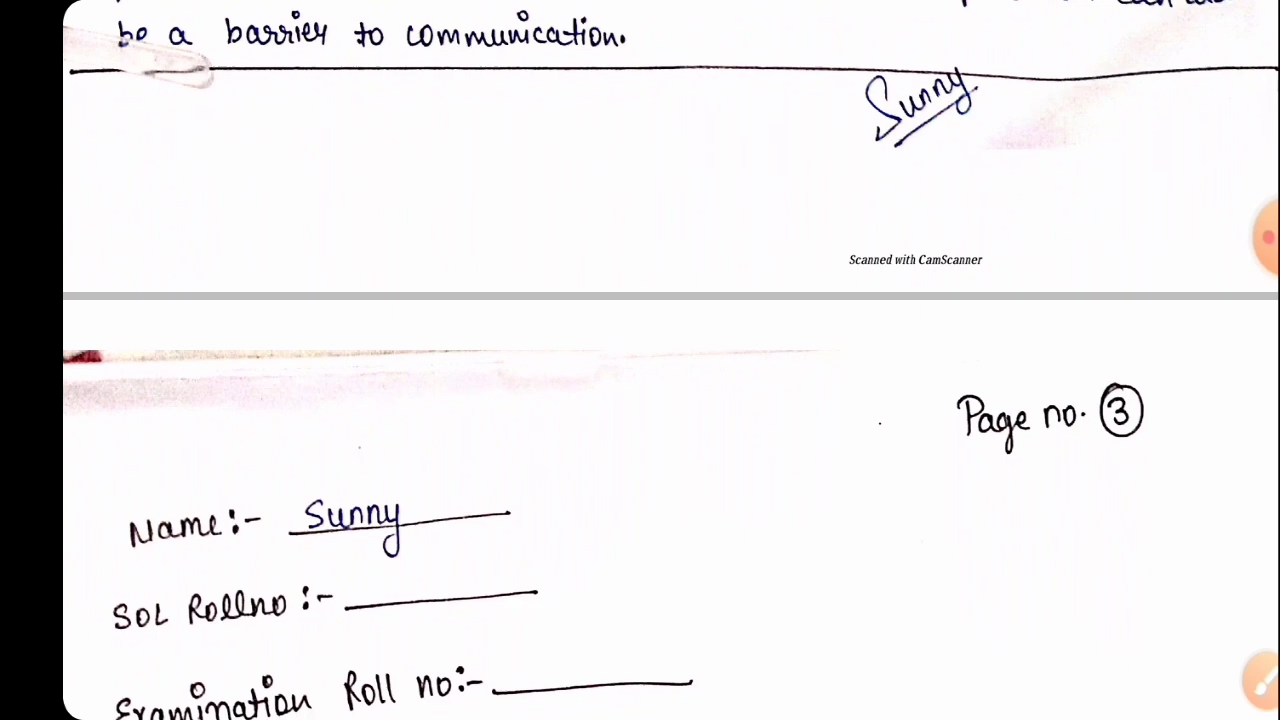 be a barrier to communication.
Sunny
Scanned with CamScanner
Page no. 3
Name:- Sunny
SOL Rollno:-
Examination Roll no:-